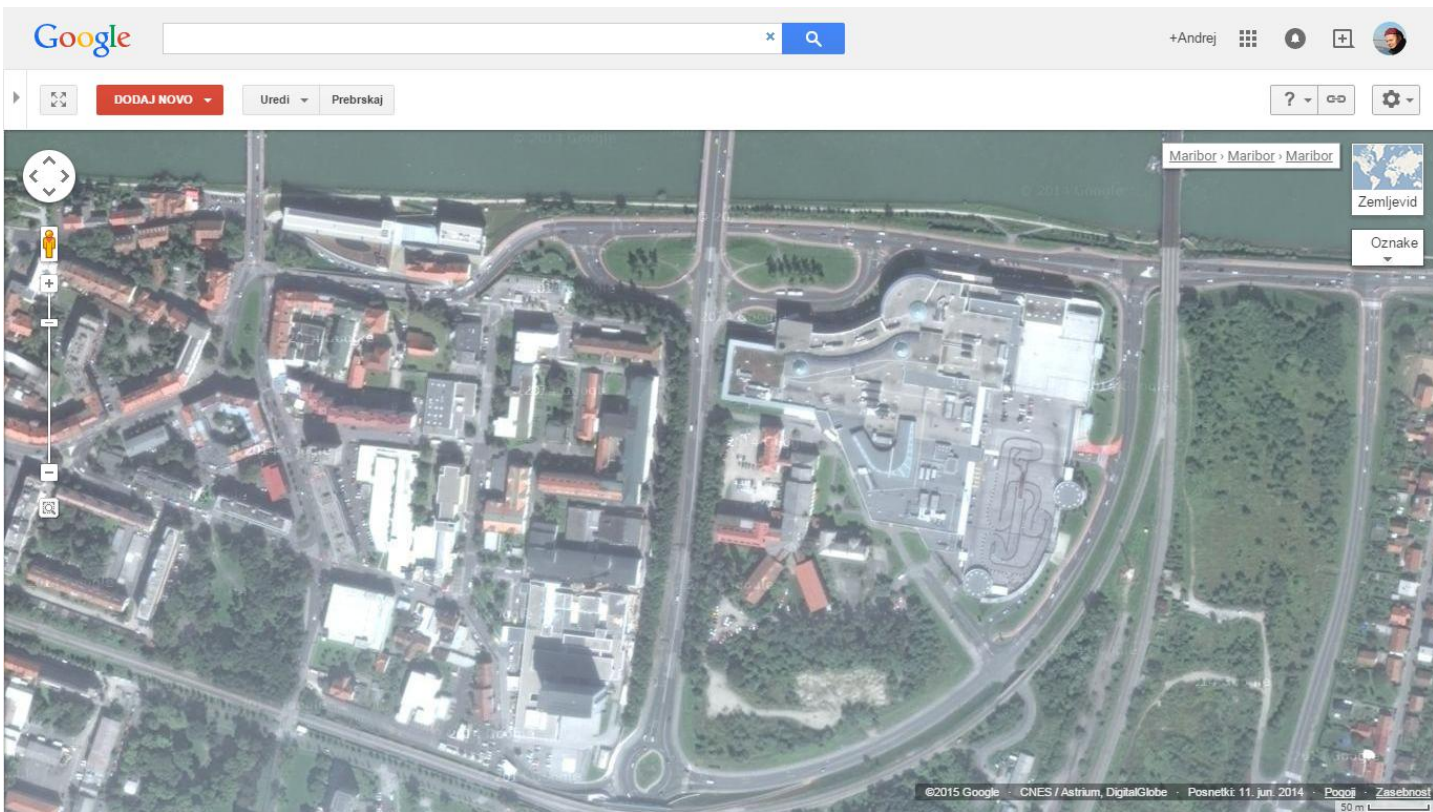 Google
× +Andrej
DODAJ NOVO Uredi Prebrskaj ?
Maribor › Maribor › Maribor
Zemljevid
Oznake
©2015 Google - CNES / Astrium, DigitalGlobe - Posnetki: 11. jun. 2014 - Pogoji - Zasebnost
50 m